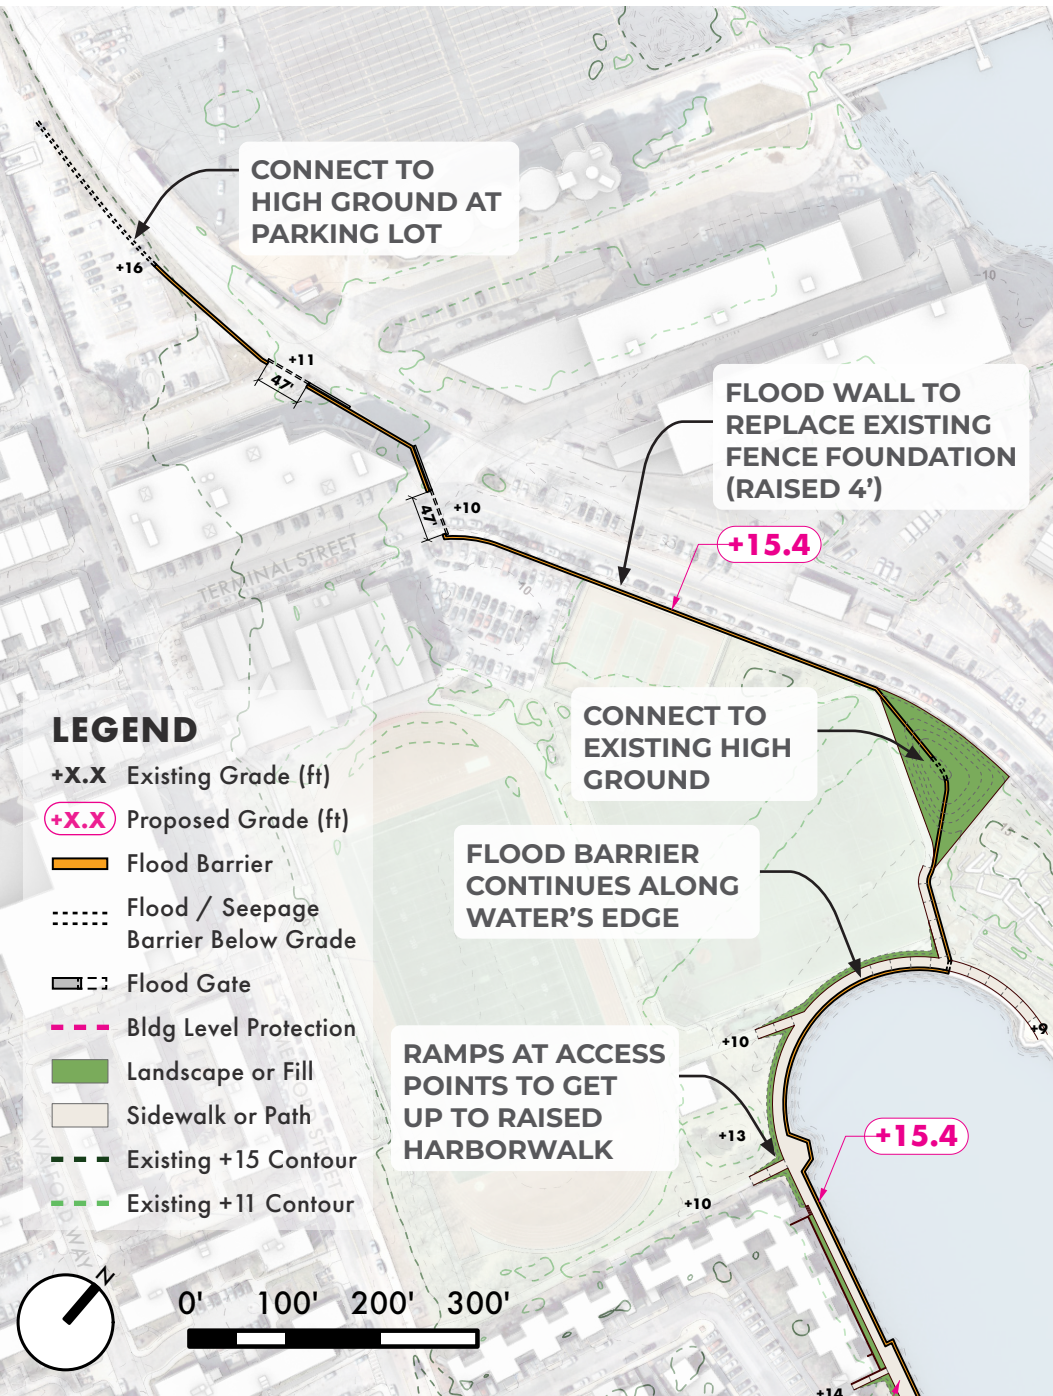 CONNECT TO
HIGH GROUND AT
PARKING LOT
+16
+11
47'
-10
FLOOD WALL TO
REPLACE EXISTING
FENCE FOUNDATION
(RAISED 4’)
47'
+10
+15.4
TERMINAL STREET
10
CONNECT TO
EXISTING HIGH
GROUND
FLOOD BARRIER
CONTINUES ALONG
WATER’S EDGE
+10
+9
RAMPS AT ACCESS
POINTS TO GET
UP TO RAISED
HARBORWALK
+13
+15.4
+10
+14
LEGEND
+X.X Existing Grade (ft)
+X.X Proposed Grade (ft)
Flood Barrier
Flood / Seepage
Barrier Below Grade
Flood Gate
Bldg Level Protection
Landscape or Fill
Sidewalk or Path
Existing +15 Contour
Existing +11 Contour
WAY
N
0' 100' 200' 300'